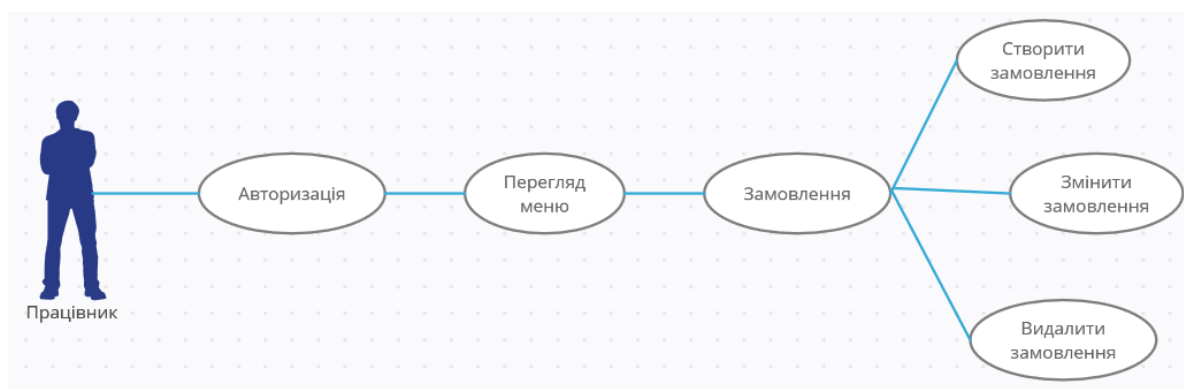 Працівник
Авторизація
Перегляд
меню
Замовлення
Створити
замовлення
Змінити
замовлення
Видалити
замовлення